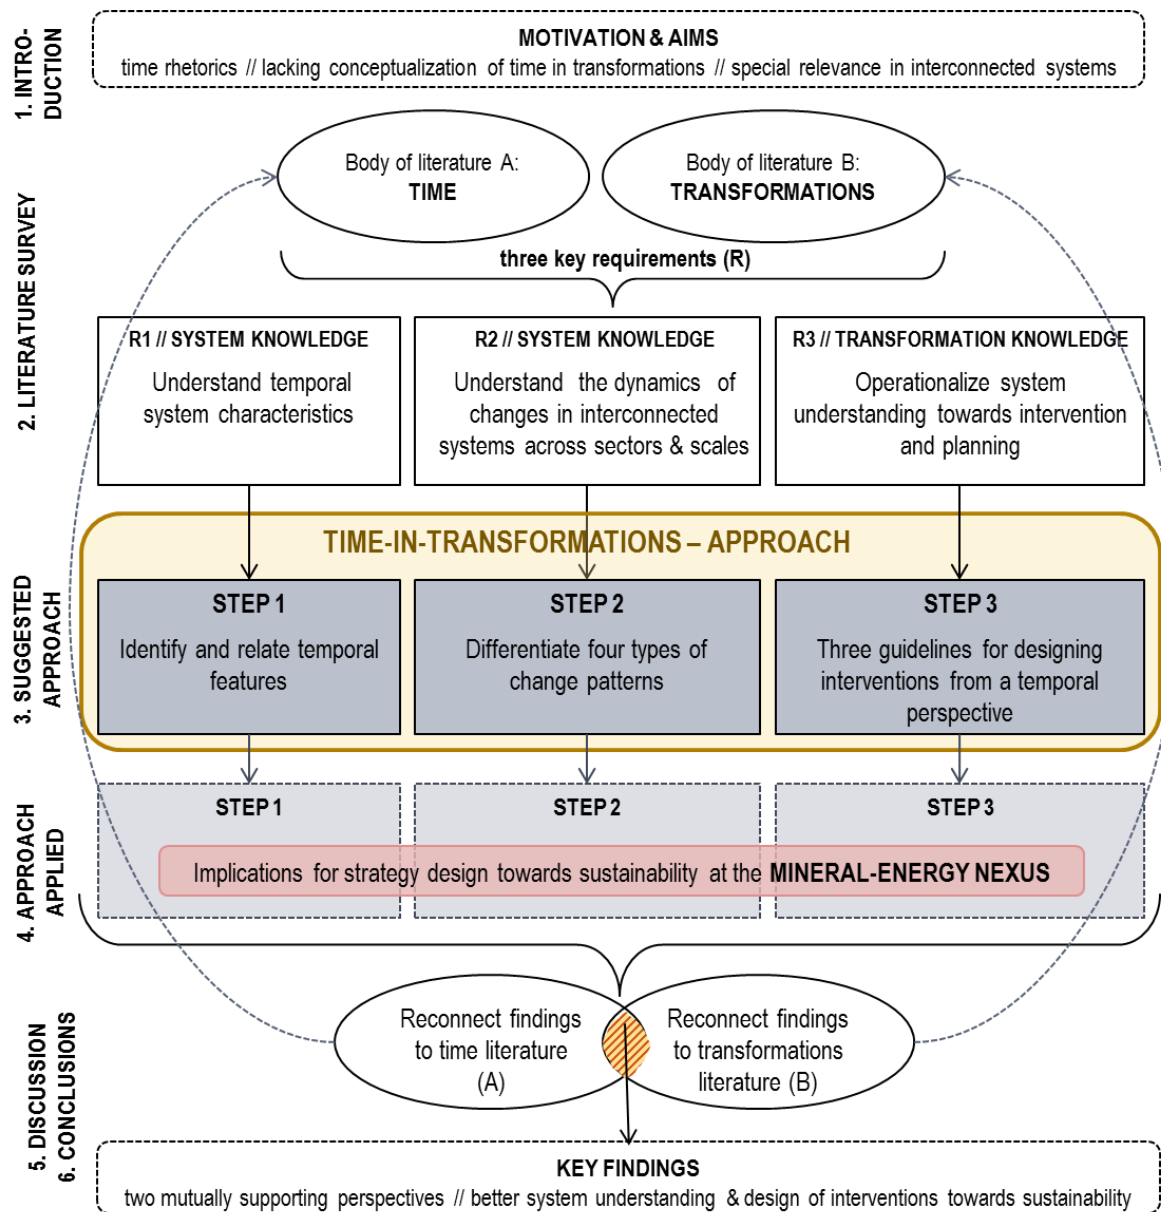 1. INTRO-
DUCTION
MOTIVATION & AIMS
time rhetorics // lacking conceptualization of time in transformations // special relevance in interconnected systems
2. LITERATURE SURVEY
Body of literature A:
TIME
Body of literature B:
TRANSFORMATIONS
three key requirements (R)
R1 // SYSTEM KNOWLEDGE
Understand temporal
system characteristics
R2 // SYSTEM KNOWLEDGE
Understand the dynamics of
changes in interconnected
systems across sectors & scales
R3 // TRANSFORMATION KNOWLEDGE
Operationalize system
understanding towards intervention
and planning
3. SUGGESTED
APPROACH
TIME-IN-TRANSFORMATIONS – APPROACH
STEP 1
Identify and relate temporal
features
STEP 2
Differentiate four types of
change patterns
STEP 3
Three guidelines for designing
interventions from a temporal
perspective
4. APPROACH
APPLIED
STEP 1
STEP 2
STEP 3
Implications for strategy design towards sustainability at the MINERAL-ENERGY NEXUS
5. DISCUSSION
6. CONCLUSIONS
Reconnect findings
to time literature
(A)
Reconnect findings
to transformations
literature (B)
KEY FINDINGS
two mutually supporting perspectives // better system understanding & design of interventions towards sustainability